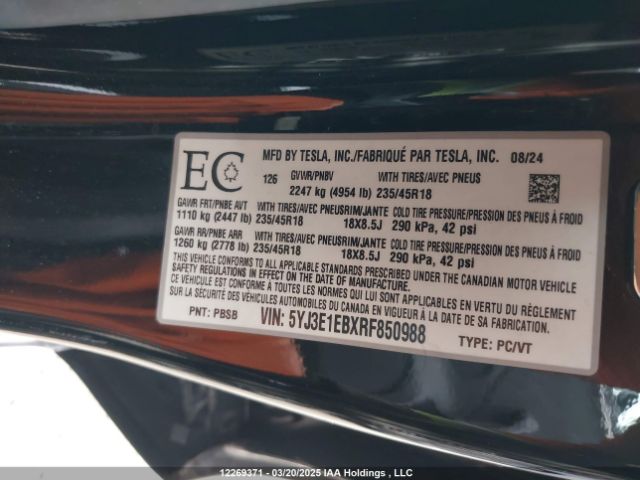 EC
MFD BY TESLA, INC./FABRIQUÉ PAR TESLA, INC. 08/24
126 GVWR/PNBV WITH TIRES/AVEC PNEUS
2247 kg (4954 lb) 235/45R18
GAWR FRT/PNBE AVT WITH TIRES/AVEC PNEUS RIM/JANTE COLD TIRE PRESSURE/PRESSION DES PNEUS À FROID
1110 kg (2447 lb) 235/45R18 18X8.5J 290 kPa, 42 psi
GAWR RR/PNBE ARR WITH TIRES/AVEC PNEUS RIM/JANTE COLD TIRE PRESSURE/PRESSION DES PNEUS À FROID
1260 kg (2778 lb) 235/45R18 18X8.5J 290 kPa, 42 psi
THIS VEHICLE CONFORMS TO ALL APPLICABLE STANDARDS PRESCRIBED UNDER THE CANADIAN MOTOR VEHICLE
SAFETY REGULATIONS IN EFFECT ON THE DATE OF MANUFACTURE.
CE VÉHICULE EST CONFORME À TOUTES LES NORMES QUI LUI SONT APPLICABLES EN VERTU DU RÈGLEMENT
SUR LA SÉCURITÉ DES VÉHICULES AUTOMOBILES DU CANADA EN VIGUEUR À LA DATE DE SA FABRICATION.
PNT: PBSB VIN: 5YJ3E1EBXRF850988 TYPE: PC/VT
12269371 - 03/20/2025 IAA Holdings , LLC